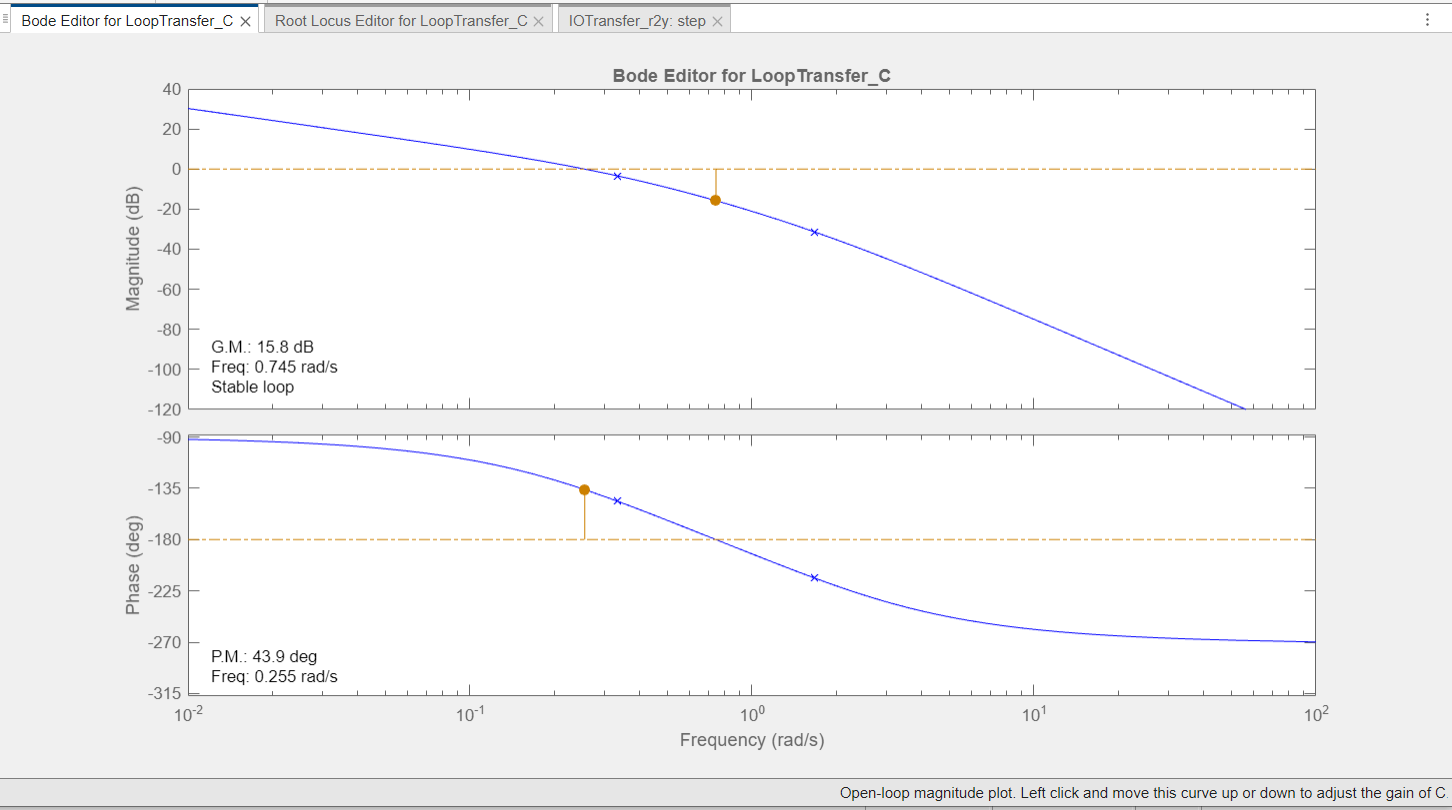 Bode Editor for LoopTransfer_C
Root Locus Editor for LoopTransfer_C
IOTransfer_r2y: step
Bode Editor for LoopTransfer_C
40
20
0
-20
-40
-60
-80
-100
-120
Magnitude (dB)
G.M.: 15.8 dB
Freq: 0.745 rad/s
Stable loop
-90
-135
-180
-225
-270
-315
Phase (deg)
P.M.: 43.9 deg
Freq: 0.255 rad/s
10^-2 10^-1 10^0 10^1 10^2
Frequency (rad/s)
Open-loop magnitude plot. Left click and move this curve up or down to adjust the gain of C.